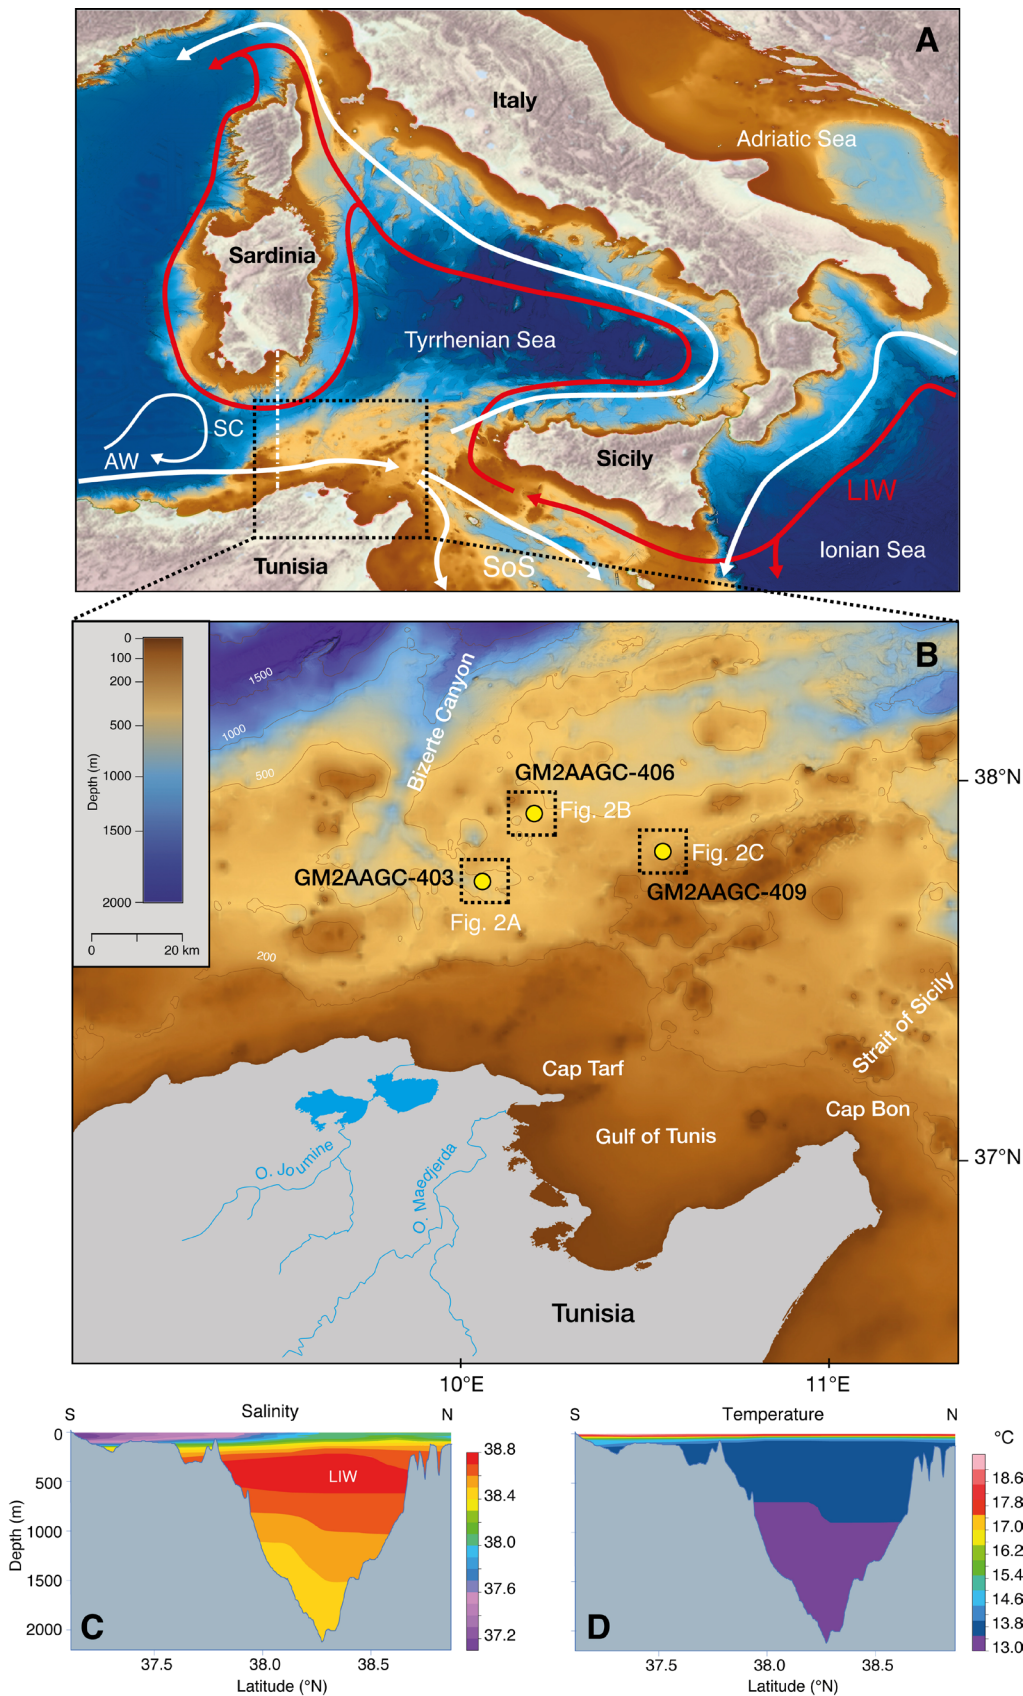 A
Italy
Adriatic Sea
Sardinia
Tyrrhenian Sea
SC
AW
Sicily
LIW
Ionian Sea
Tunisia
SoS
B
0
100
200
500
1000
1500
2000
Depth (m)
0 20 km
1500
1000
500
200
Bizerte Canyon
38°N
GM2AAGC-406
Fig. 2B
Fig. 2C
GM2AAGC-403
GM2AAGC-409
Fig. 2A
Strait of Sicily
Cap Tarf
Cap Bon
Gulf of Tunis
37°N
O. Joumine
O. Maedjerda
Tunisia
10°E
11°E
S Salinity N
0
500
1000
1500
2000
Depth (m)
LIW
C
37.5 38.0 38.5
Latitude (°N)
38.8
38.4
38.0
37.6
37.2
S Temperature N
D
37.5 38.0 38.5
Latitude (°N)
°C
18.6
17.8
17.0
16.2
15.4
14.6
13.8
13.0